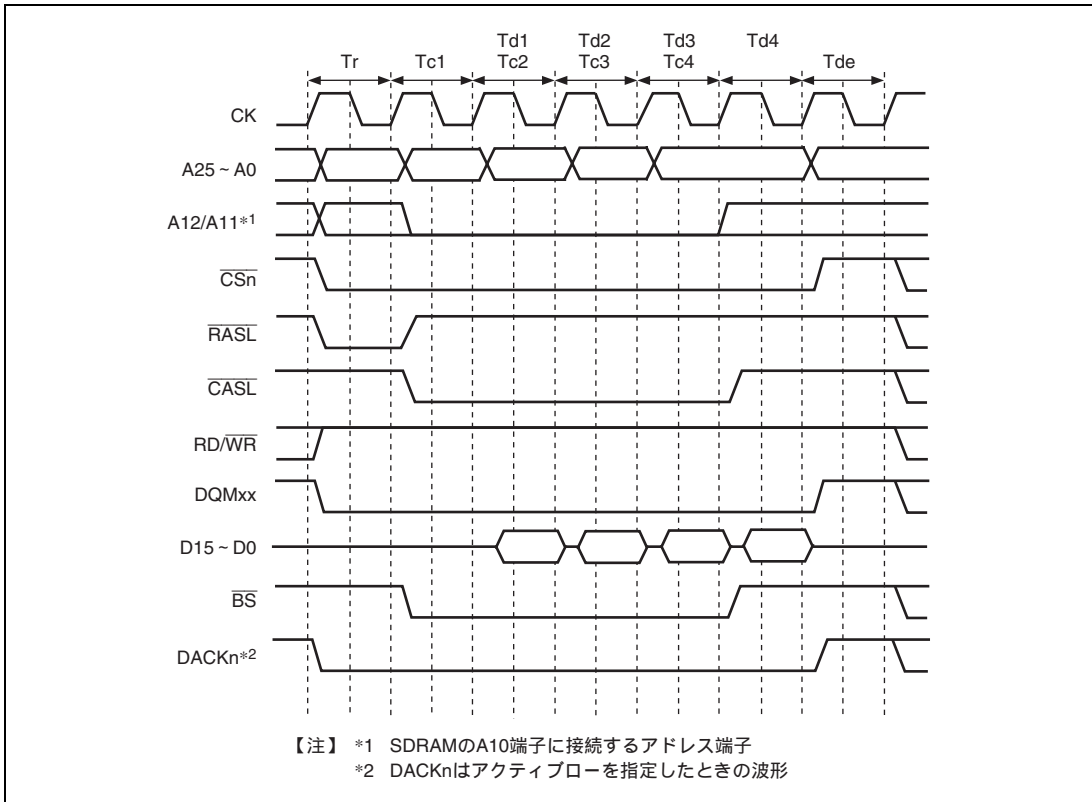 Td1 Td2 Td3 Td4
Tr Tc1 Tc2 Tc3 Tc4 Tde
CK
A25~A0
A12/A11*1
CSn
RASL
CASL
RD/WR
DQMxx
D15~D0
BS
DACKn*2
【注】 *1 SDRAMのA10端子に接続するアドレス端子
*2 DACKnはアクティブローを指定したときの波形